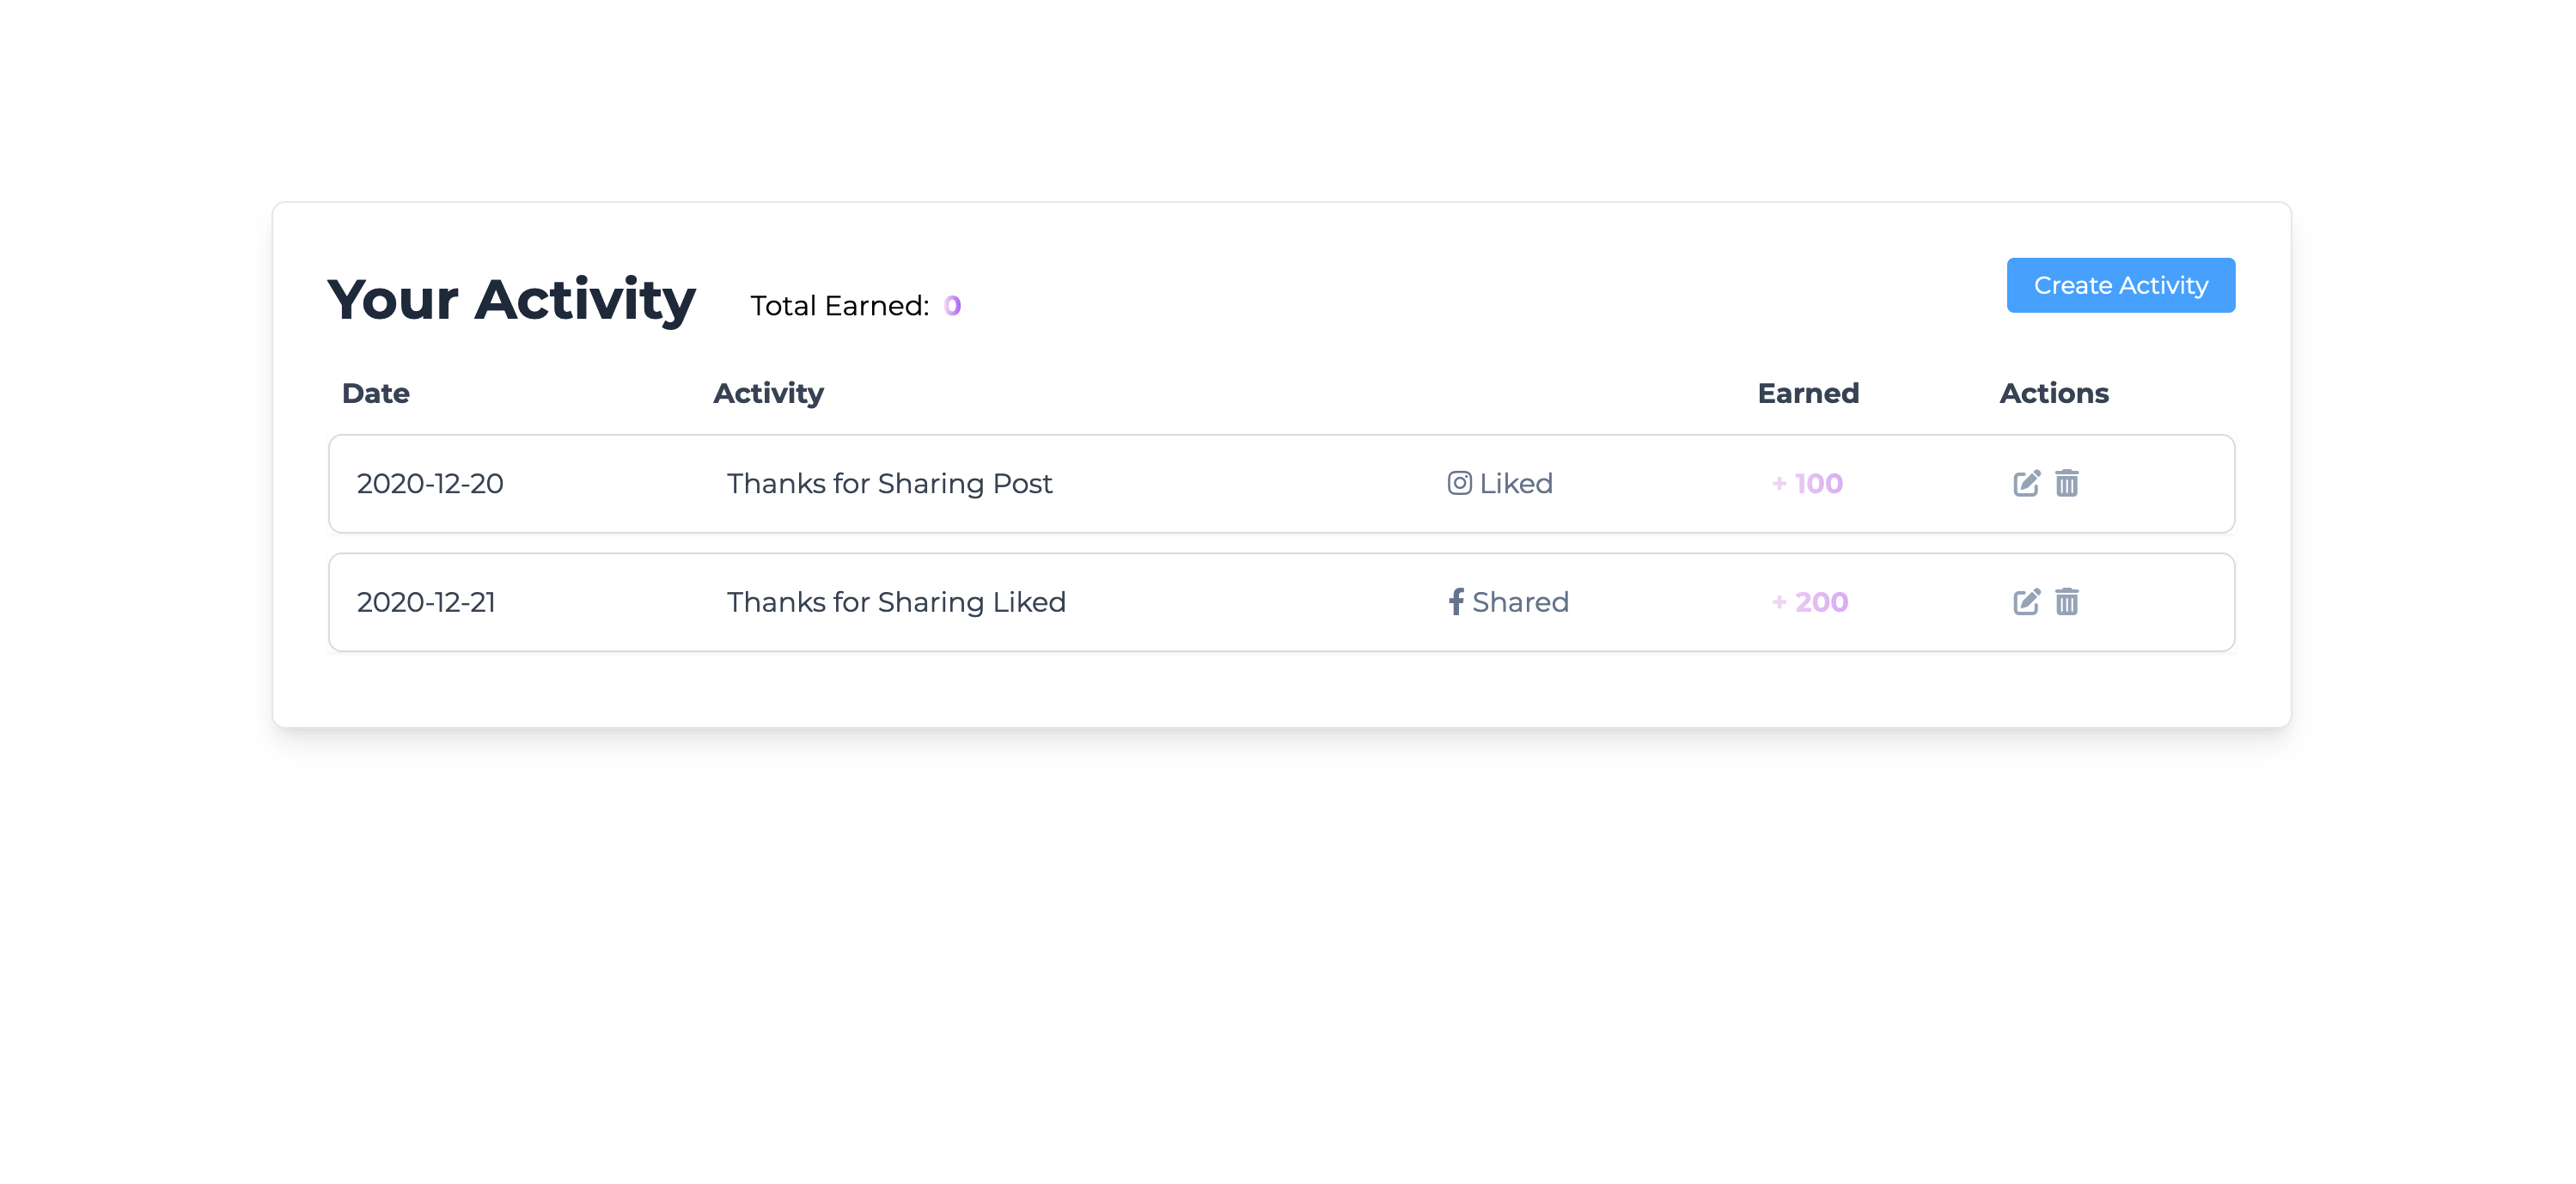 Your Activity Total Earned: 0 Create Activity
Date Activity Earned Actions
2020-12-20 Thanks for Sharing Post Liked + 100
2020-12-21 Thanks for Sharing Liked Shared + 200